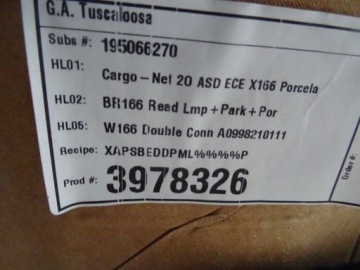 G.A. Tuscaloosa
Subs #: 195066270
HL01: Cargo-Net 20 ASD ECE X166 Porcela
HL02: BR166 Read Lmp+Park+Por
HL05: W166 Double Conn A0998210111
Recipe: XAPSBEDDPML%%%%P
Prod #: 3978326
Order #: